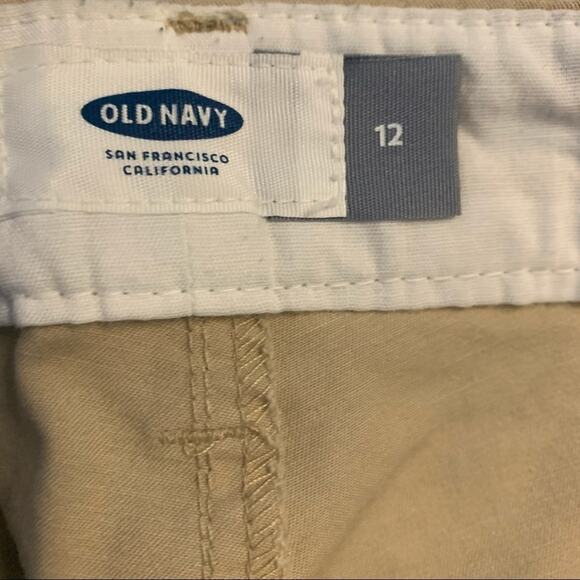 OLD NAVY
SAN FRANCISCO
CALIFORNIA
12